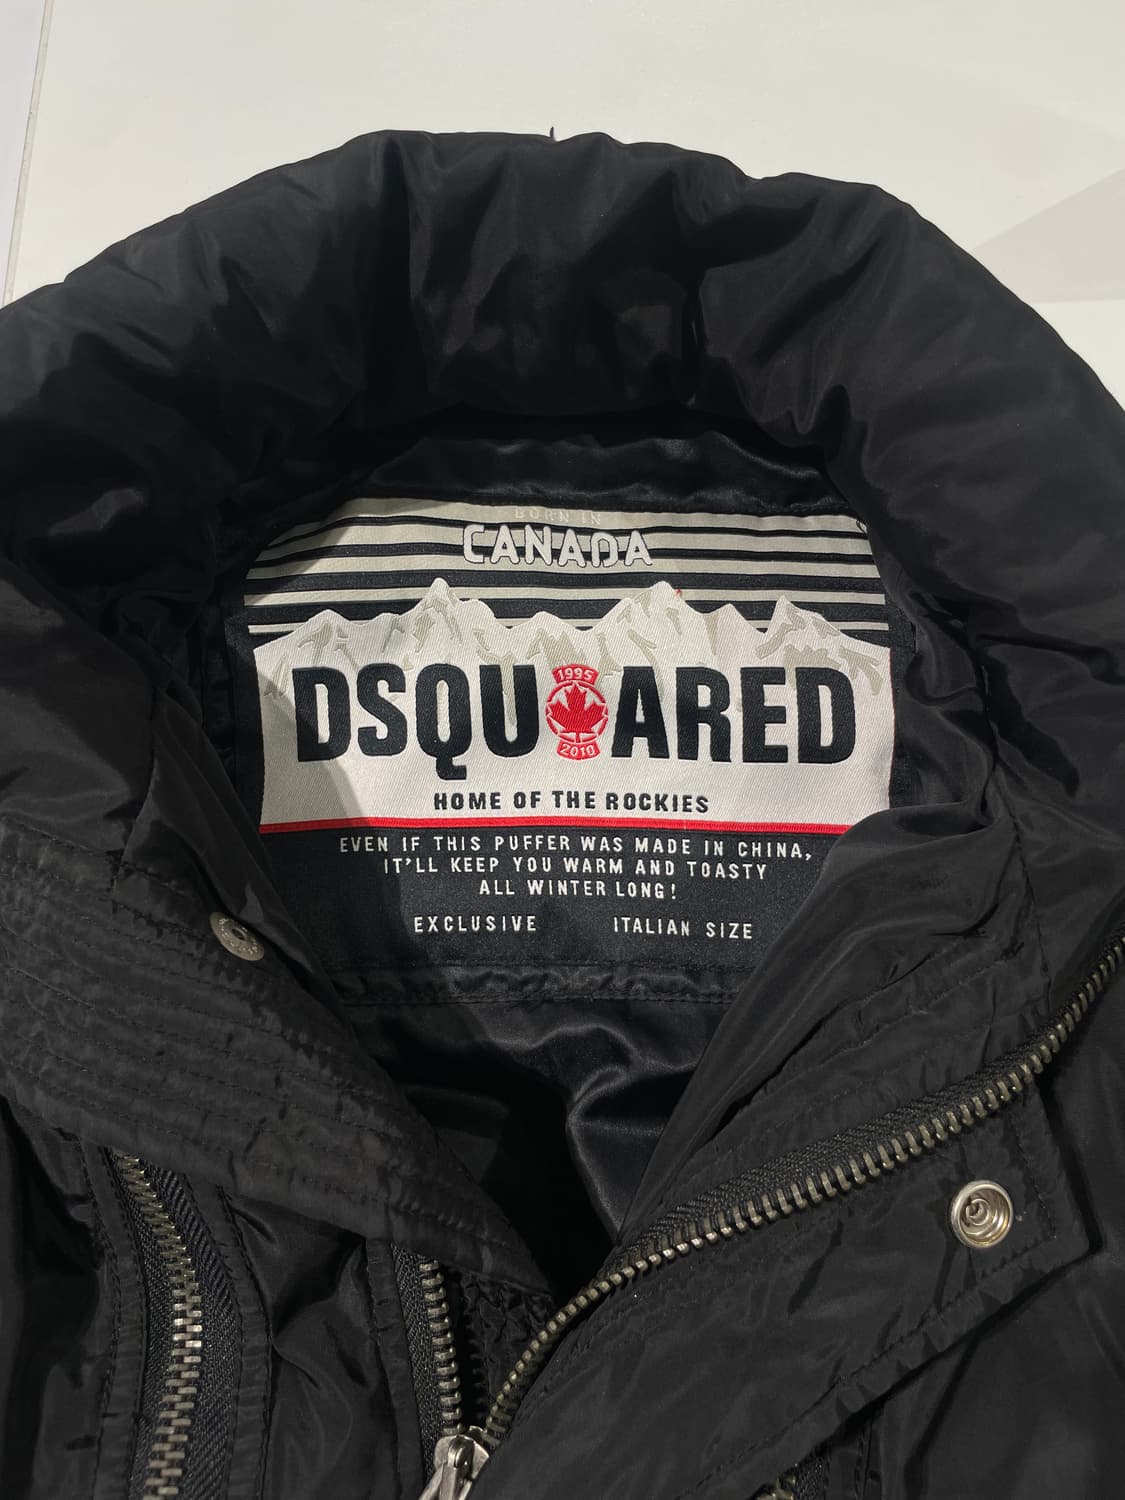 BORN IN
CANADA
DSQU ARED
1995
2010
HOME OF THE ROCKIES
EVEN IF THIS PUFFER WAS MADE IN CHINA,
IT'LL KEEP YOU WARM AND TOASTY
ALL WINTER LONG!
EXCLUSIVE ITALIAN SIZE